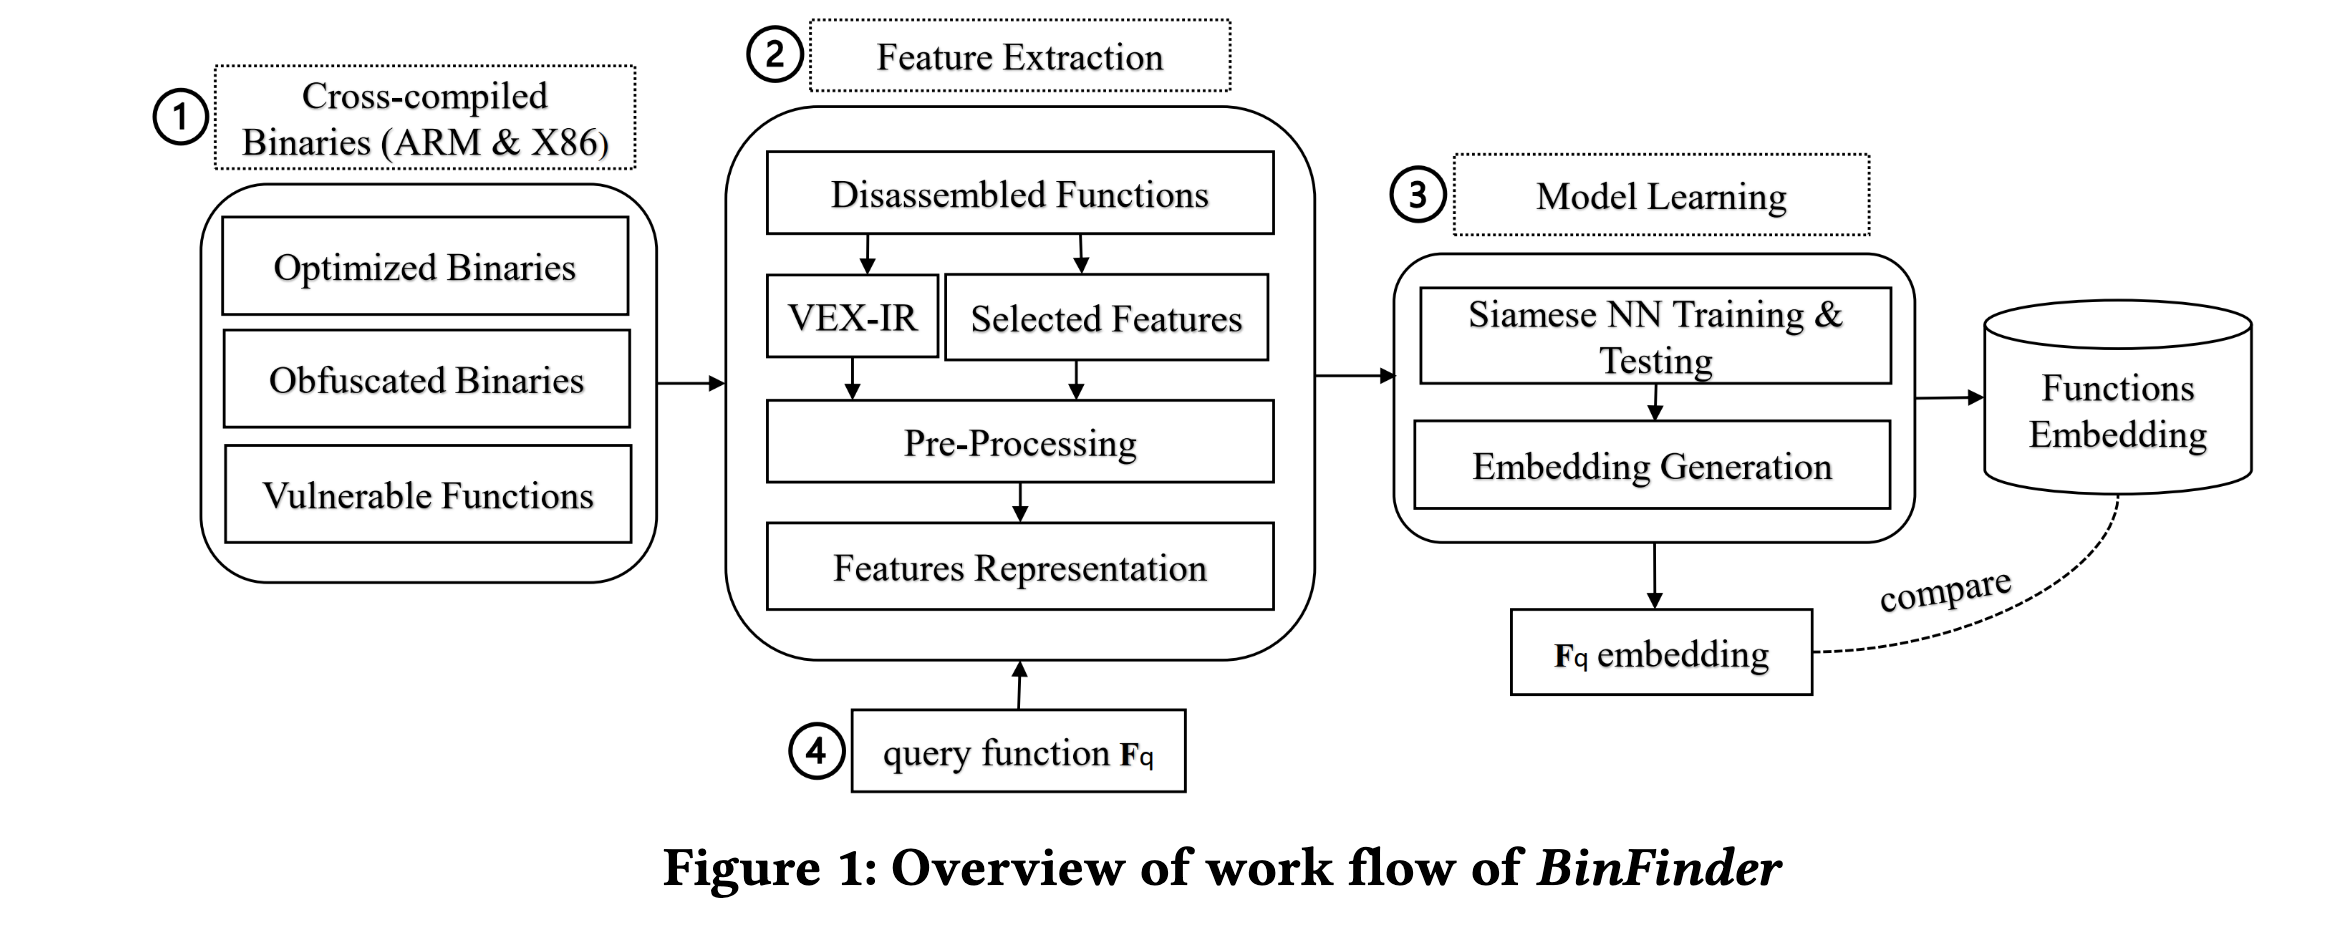 1
Cross-compiled
Binaries (ARM & X86)
Optimized Binaries
Obfuscated Binaries
Vulnerable Functions
2
Feature Extraction
Disassembled Functions
VEX-IR
Selected Features
Pre-Processing
Features Representation
3
Model Learning
Siamese NN Training &
Testing
Embedding Generation
Functions
Embedding
compare
Fq embedding
4
query function Fq
Figure 1: Overview of work flow of BinFinder